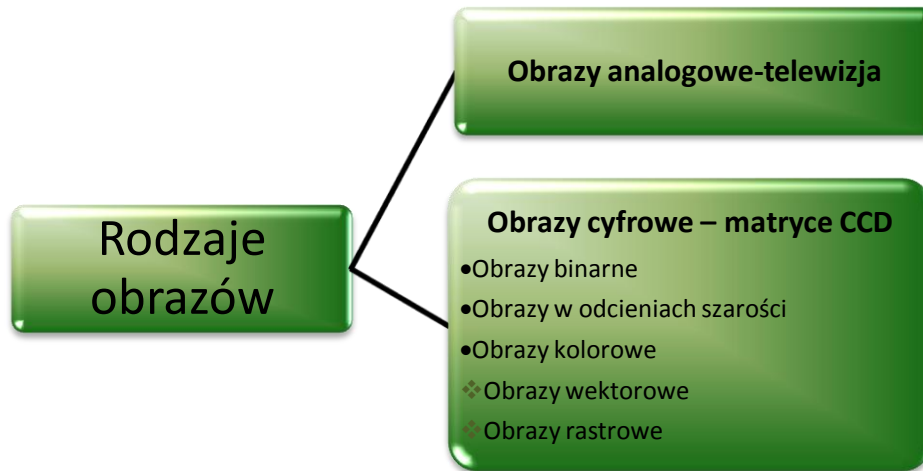 Rodzaje
obrazów
Obrazy analogowe-telewizja
Obrazy cyfrowe – matryce CCD
•Obrazy binarne
•Obrazy w odcieniach szarości
•Obrazy kolorowe
❖Obrazy wektorowe
❖Obrazy rastrowe